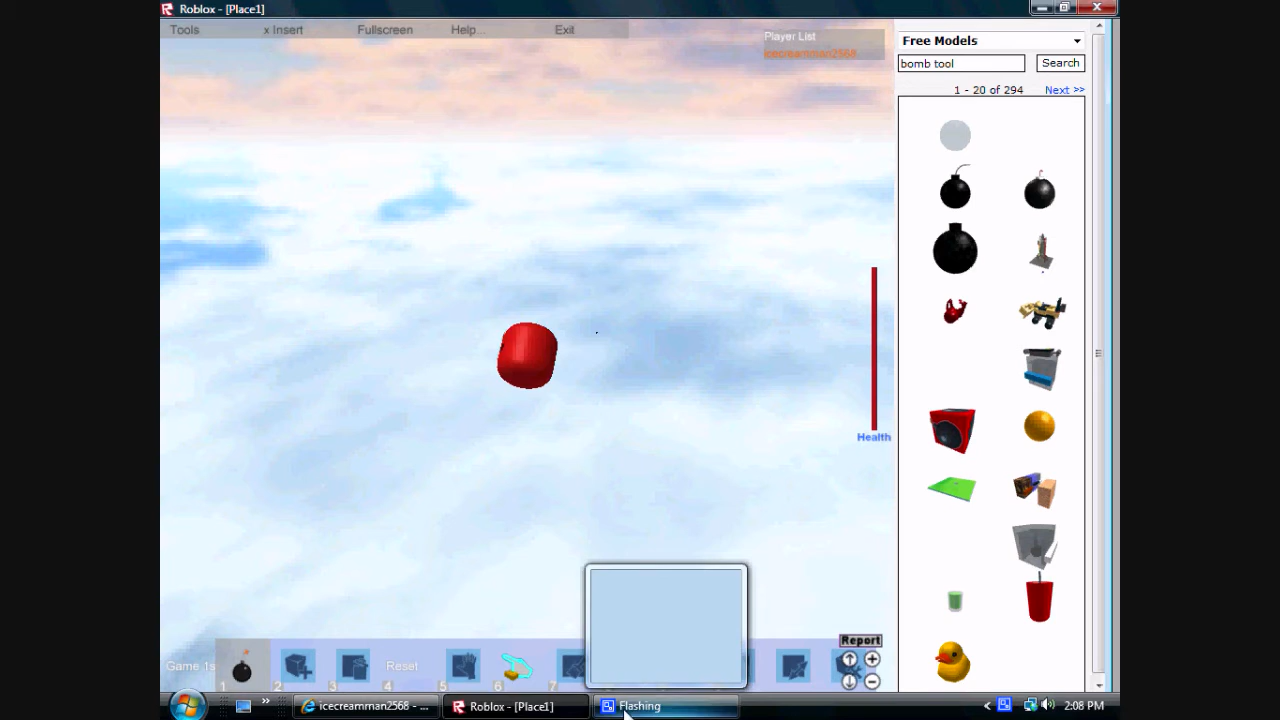 Roblox - [Place1]
Tools x Insert Fullscreen Help... Exit
Player List
icecreamman2568
Free Models
bomb tool Search
1 - 20 of 294 Next >>
Health
Report
Game 1s Reset
1 2 3 4 5 6 7
icecreamman2568 - ... Roblox - [Place1] Flashing 2:08 PM